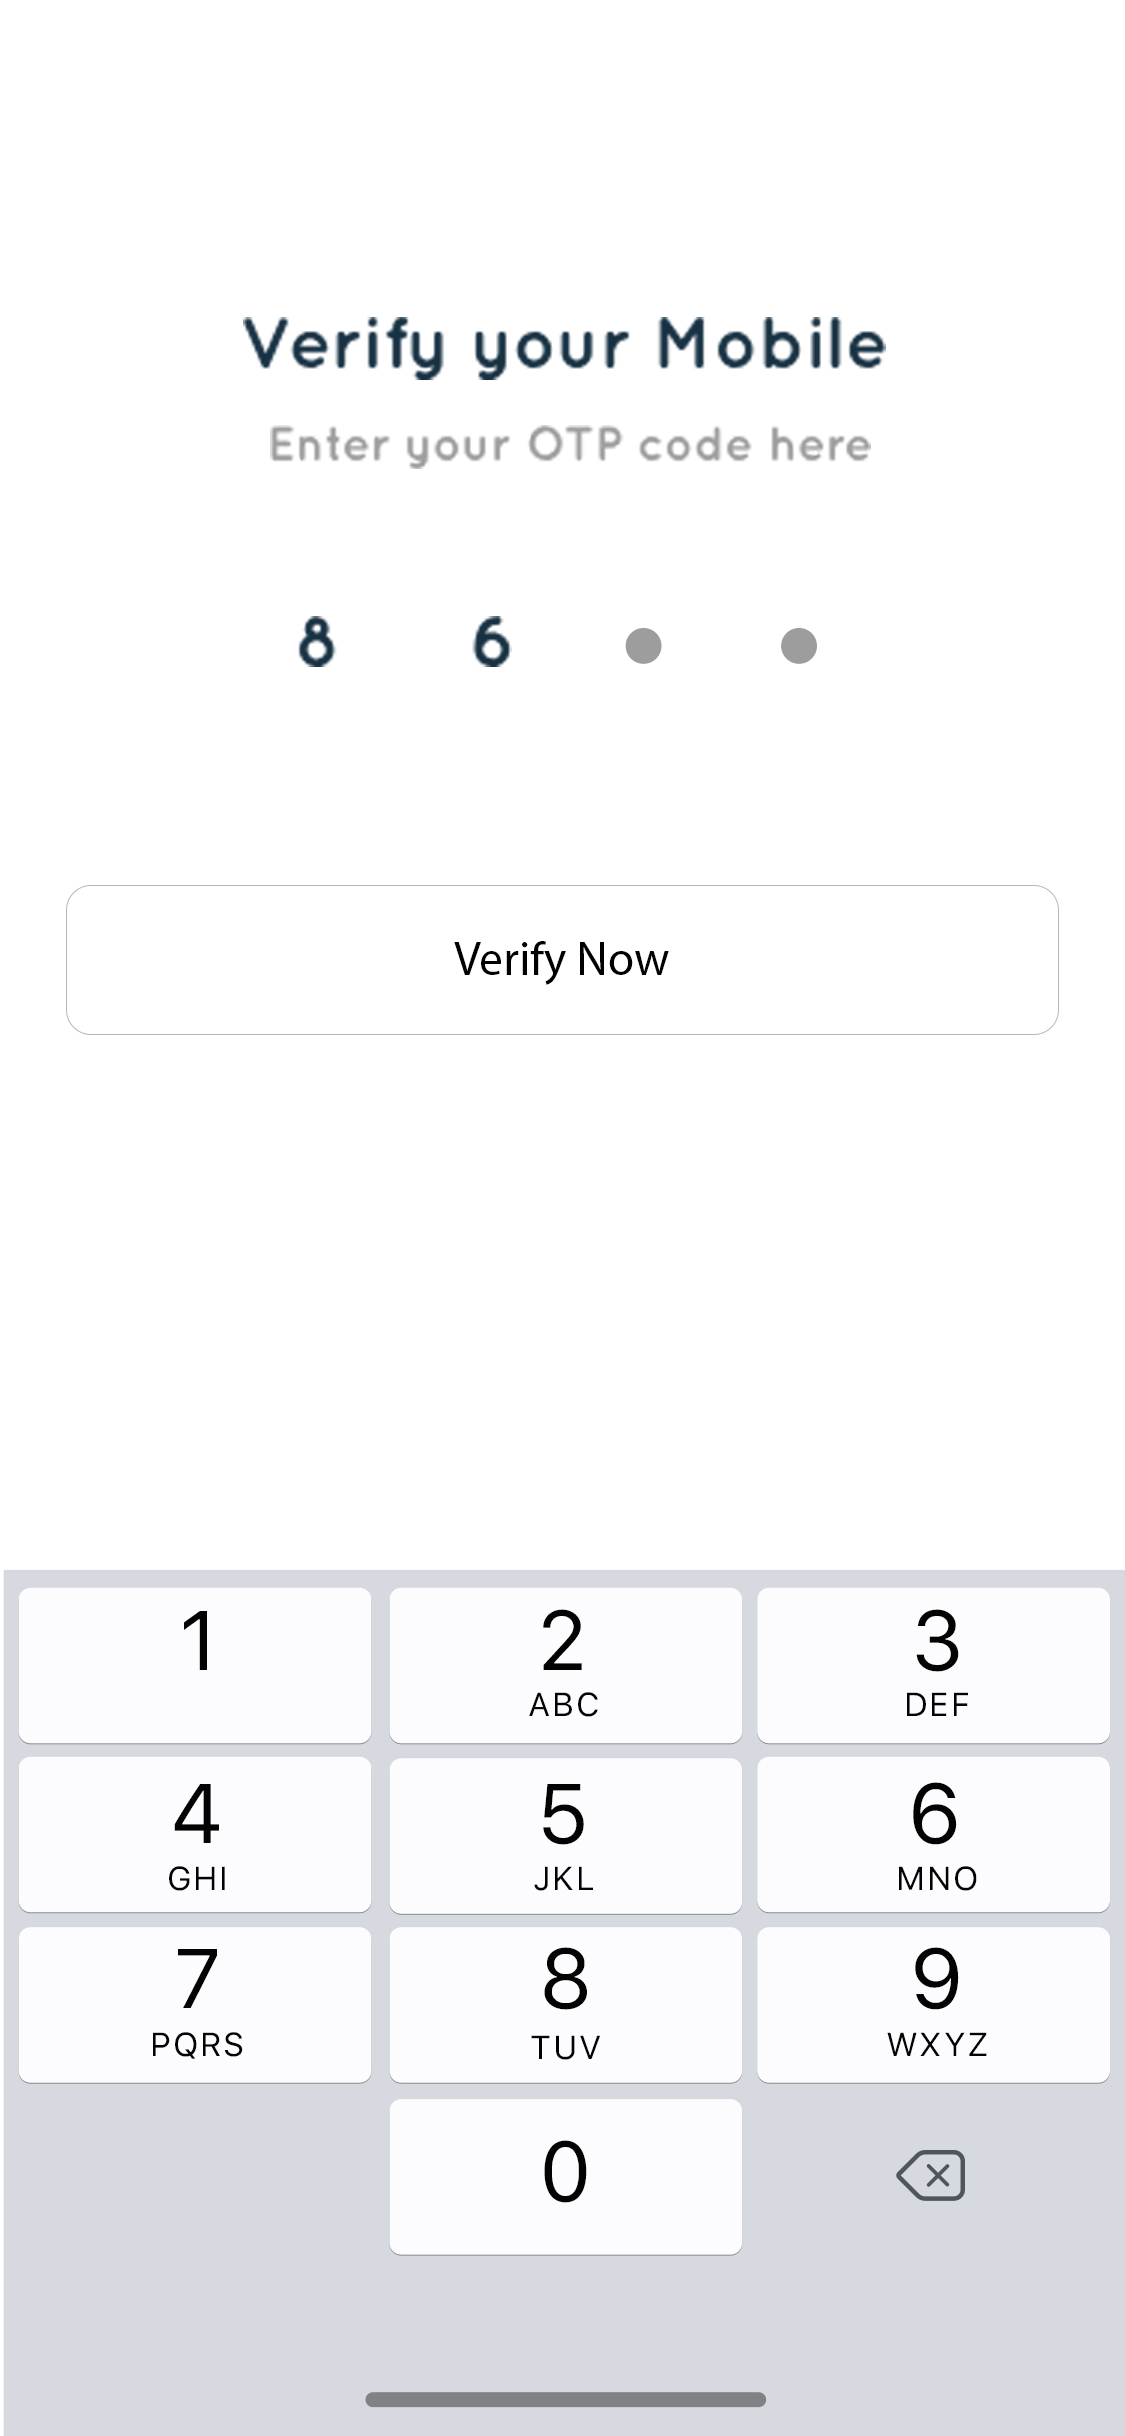 Verify your Mobile
Enter your OTP code here
8 6
Verify Now
1 2 3
ABC DEF
4 5 6
GHI JKL MNO
7 8 9
PQRS TUV WXYZ
0